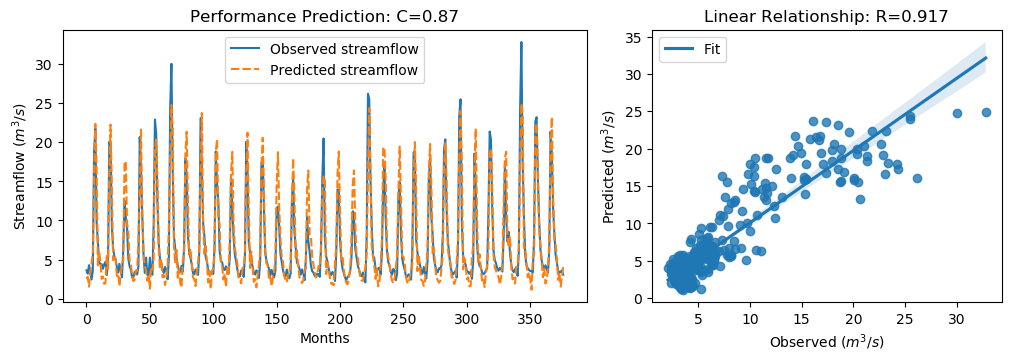 Performance Prediction: C=0.87
Observed streamflow
Predicted streamflow
Streamflow (m³/s)
30
25
20
15
10
5
0
0 50 100 150 200 250 300 350
Months
Linear Relationship: R=0.917
Fit
Predicted (m³/s)
35
30
25
20
15
10
5
0
5 10 15 20 25 30
Observed (m³/s)